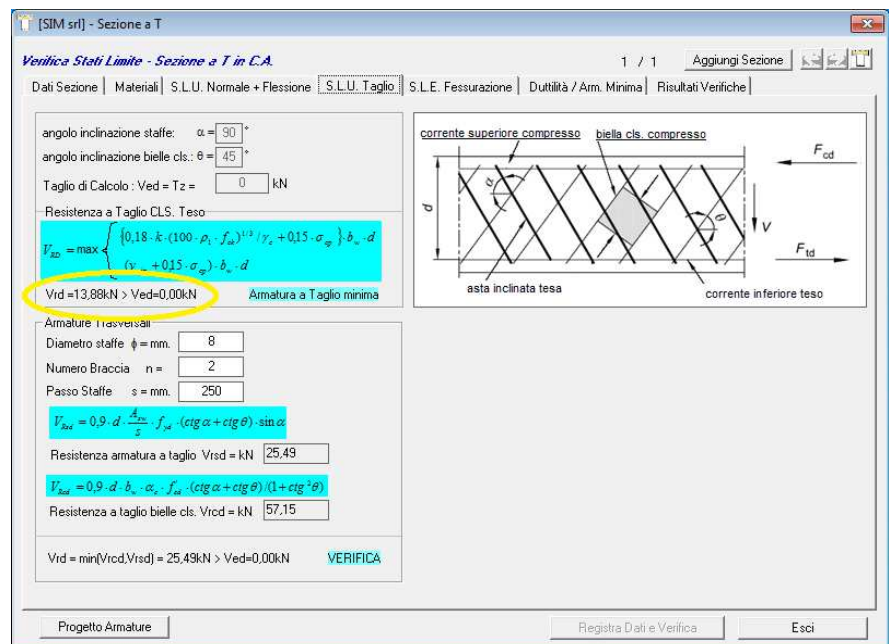 [SIM srl] - Sezione a T
Verifica Stati Limite - Sezione a T in C.A.
1 / 1
Aggiungi Sezione
Dati Sezione Materiali S.L.U. Normale + Flessione S.L.U. Taglio S.L.E. Fessurazione Duttilità / Arm. Minima Risultati Verifiche
angolo inclinazione staffe: α = 90 °
angolo inclinazione bielle cls.: θ = 45 °
Taglio di Calcolo : Ved = Tz = 0 kN
Resistenza a Taglio CLS. Teso
V_RD = max { {0,18 · k · (100 · ρ₁ · f_ck)^1/3 / γ_c + 0,15 · σ_cp } · b_w · d
+ 0,15 · σ_cp) · b_w · d
Vrd =13,88kN > Ved=0,00kN Armatura a Taglio minima
Armature Trasversali
Diametro staffe ϕ = mm. 8
Numero Braccia n = 2
Passo Staffe s = mm. 250
V_Rsd = 0,9 · d · A_sw / s · f_yd · (ctg α + ctg θ) · sin α
Resistenza armatura a taglio Vrsd = kN 25,49
V_Rcd = 0,9 · d · b_w · α_c · f'_cd · (ctg α + ctg θ) / (1 + ctg ²θ)
Resistenza a taglio bielle cls. Vrcd = kN 57,15
Vrd = min(Vrcd,Vrsd) = 25,49kN > Ved=0,00kN VERIFICA
corrente superiore compresso biella cls. compresso
F_cd
α
d
θ
V
F_td
asta inclinata tesa
corrente inferiore teso
Progetto Armature
Registra Dati e Verifica
Esci